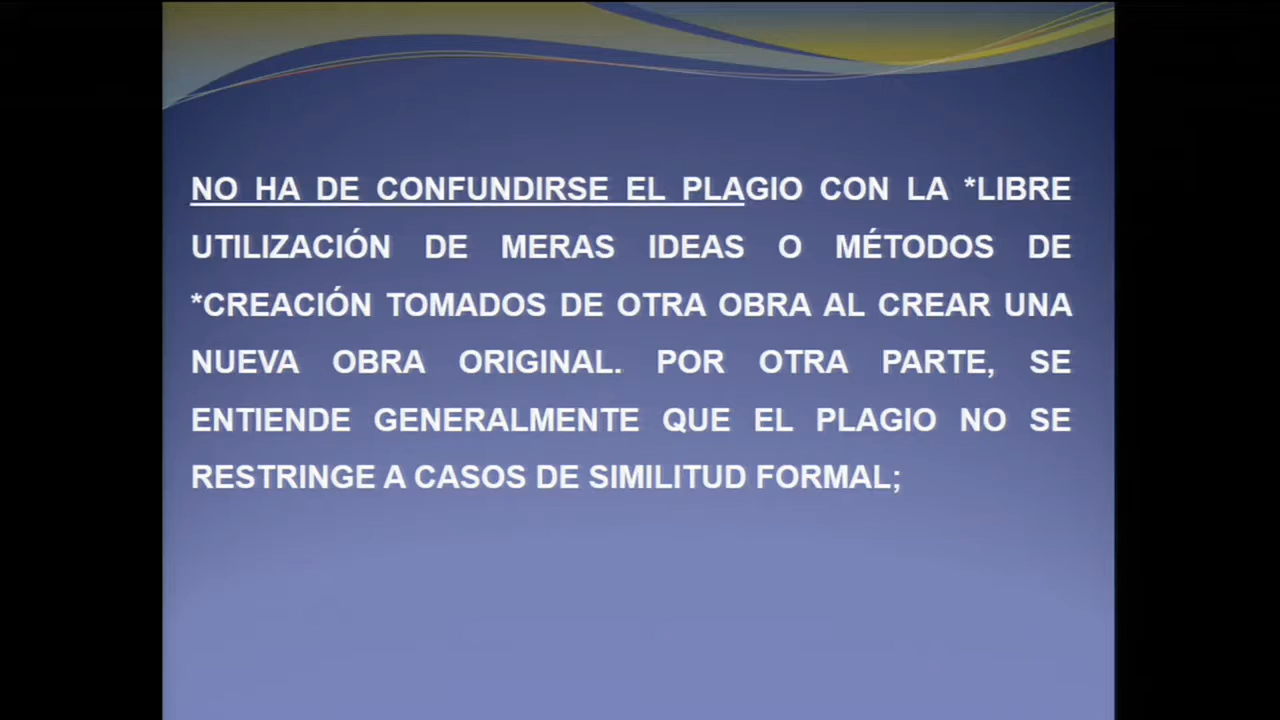 NO HA DE CONFUNDIRSE EL PLAGIO CON LA *LIBRE
UTILIZACIÓN DE MERAS IDEAS O MÉTODOS DE
*CREACIÓN TOMADOS DE OTRA OBRA AL CREAR UNA
NUEVA OBRA ORIGINAL. POR OTRA PARTE, SE
ENTIENDE GENERALMENTE QUE EL PLAGIO NO SE
RESTRINGE A CASOS DE SIMILITUD FORMAL;